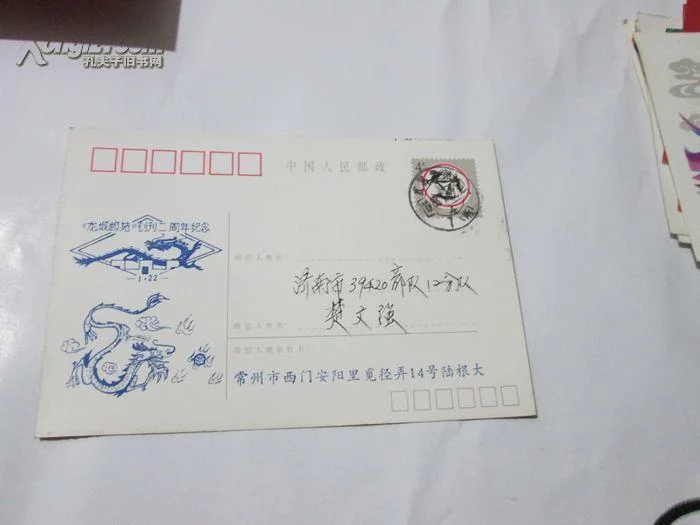 孔夫子旧书网
中国人民邮政
《龙城邮苑》创刊二周年纪念
1·22
收信人地址：
济南市39420部队12分队
收信人姓名：
楚文强
寄信人地址姓名：
常州市西门安阳里觅径弄14号陆根大